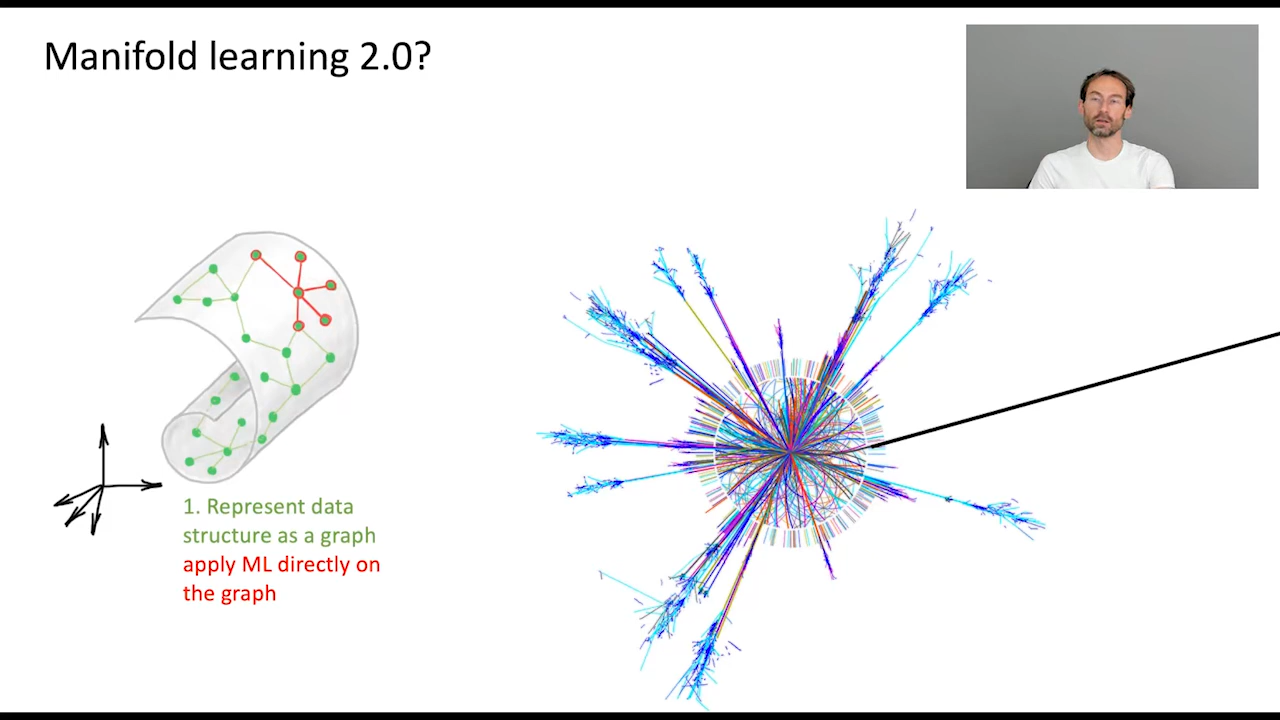 Manifold learning 2.0?
1. Represent data
structure as a graph
apply ML directly on
the graph